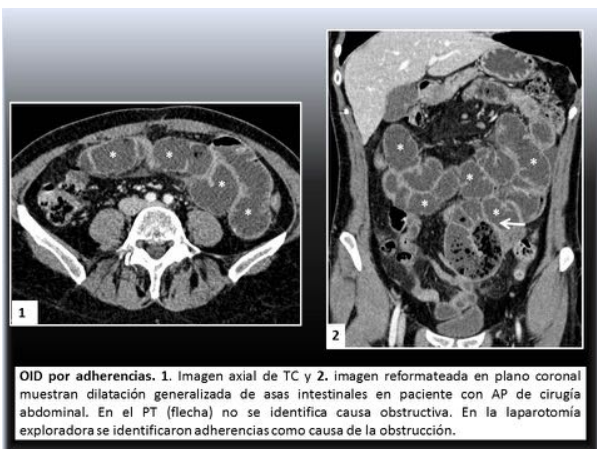 *
*
*
*
1
*
*
*
*
*
2
OID por adherencias. 1. Imagen axial de TC y 2. imagen reformateada en plano coronal
muestran dilatación generalizada de asas intestinales en paciente con AP de cirugía
abdominal. En el PT (flecha) no se identifica causa obstructiva. En la laparotomía
exploradora se identificaron adherencias como causa de la obstrucción.